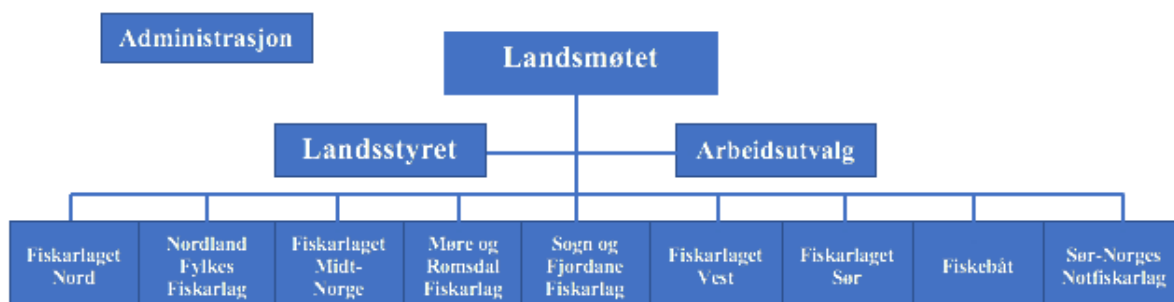 Administrasjon
Landsmøtet
Landsstyret
Arbeidsutvalg
Fiskarlaget
Nord
Nordland
Fylkes
Fiskarlag
Fiskarlaget
Midt-
Norge
Møre og
Romsdal
Fiskarlag
Sogn og
Fjordane
Fiskarlag
Fiskarlaget
Vest
Fiskarlaget
Sør
Fiskebåt
Sør-Norges
Notfiskarlag